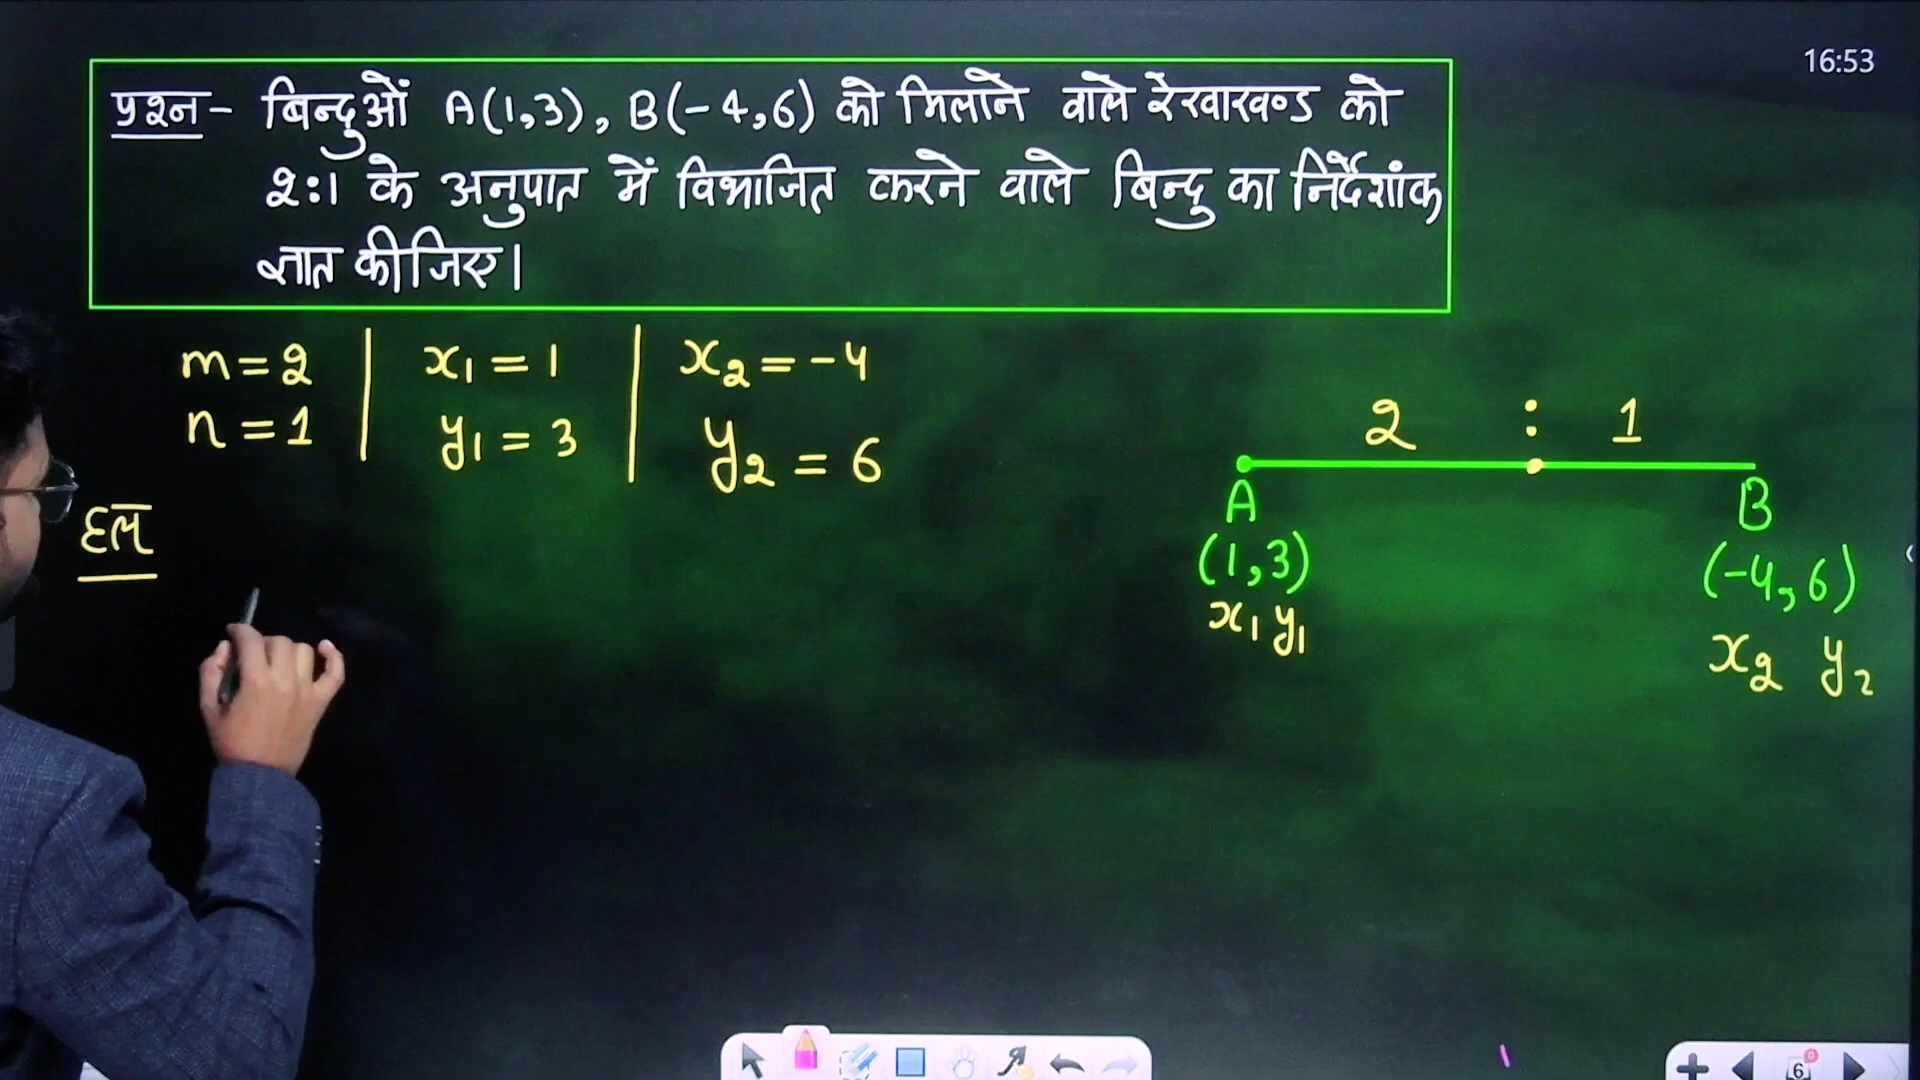 16:53
प्रश्न- बिन्दुओं A(1,3), B(-4,6) को मिलाने वाले रेखाखण्ड को
2:1 के अनुपात में विभाजित करने वाले बिन्दु का निर्देशांक
ज्ञात कीजिए।
m=2 | x₁=1 | x₂=-4
n=1 | y₁=3 | y₂=6
हल
2 : 1
A B
(1,3) (-4,6)
x₁ y₁ x₂ y₂
6